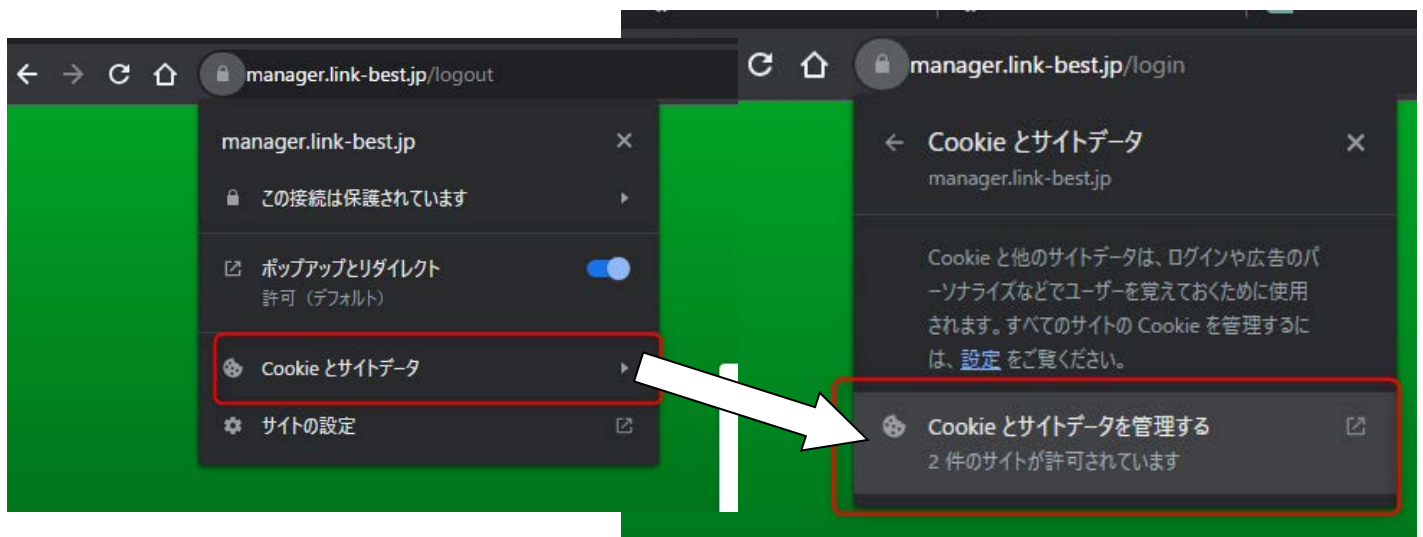 manager.link-best.jp/logout
manager.link-best.jp
この接続は保護されています
ポップアップとリダイレクト
許可（デフォルト）
Cookie とサイトデータ
サイトの設定
manager.link-best.jp/login
Cookie とサイトデータ
manager.link-best.jp
Cookie と他のサイトデータは、ログインや広告のパ
ーソナライズなどでユーザーを覚えておくために使用
されます。すべてのサイトの Cookie を管理するに
は、設定 をご覧ください。
Cookie とサイトデータを管理する
2 件のサイトが許可されています